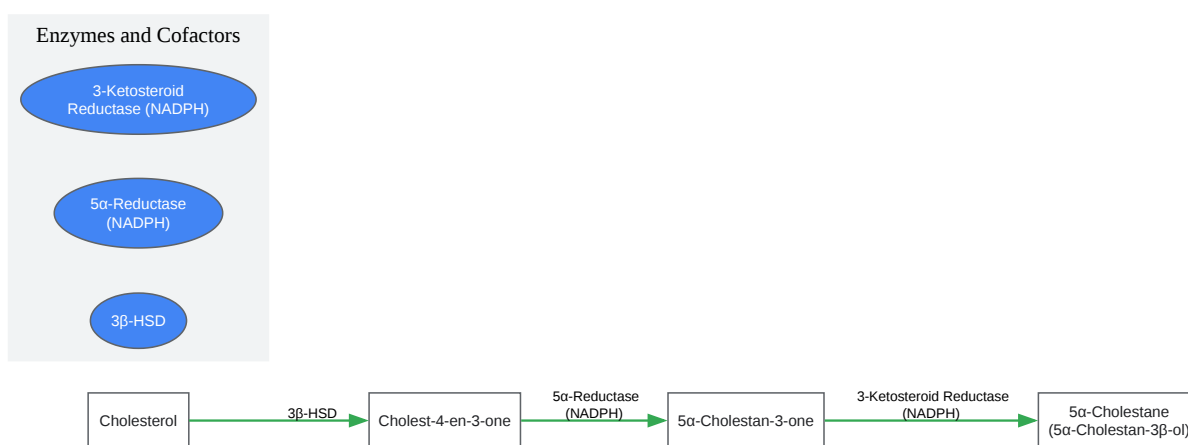 Enzymes and Cofactors
3-Ketosteroid
Reductase (NADPH)
5α-Reductase
(NADPH)
3β-HSD
Cholesterol
3β-HSD
Cholest-4-en-3-one
5α-Reductase
(NADPH)
5α-Cholestan-3-one
3-Ketosteroid Reductase
(NADPH)
5α-Cholestane
(5α-Cholestan-3β-ol)